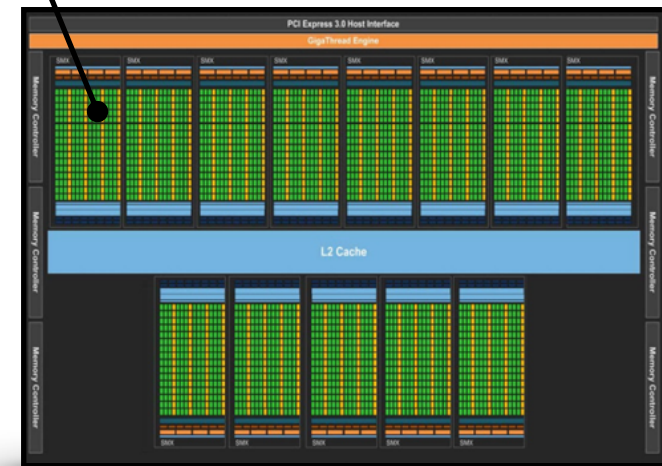 PCI Express 3.0 Host Interface
GigaThread Engine
SMX SMX SMX SMX SMX SMX SMX SMX
Memory Controller
Memory Controller
Memory Controller
Memory Controller
Memory Controller
Memory Controller
L2 Cache
SMX SMX SMX SMX SMX